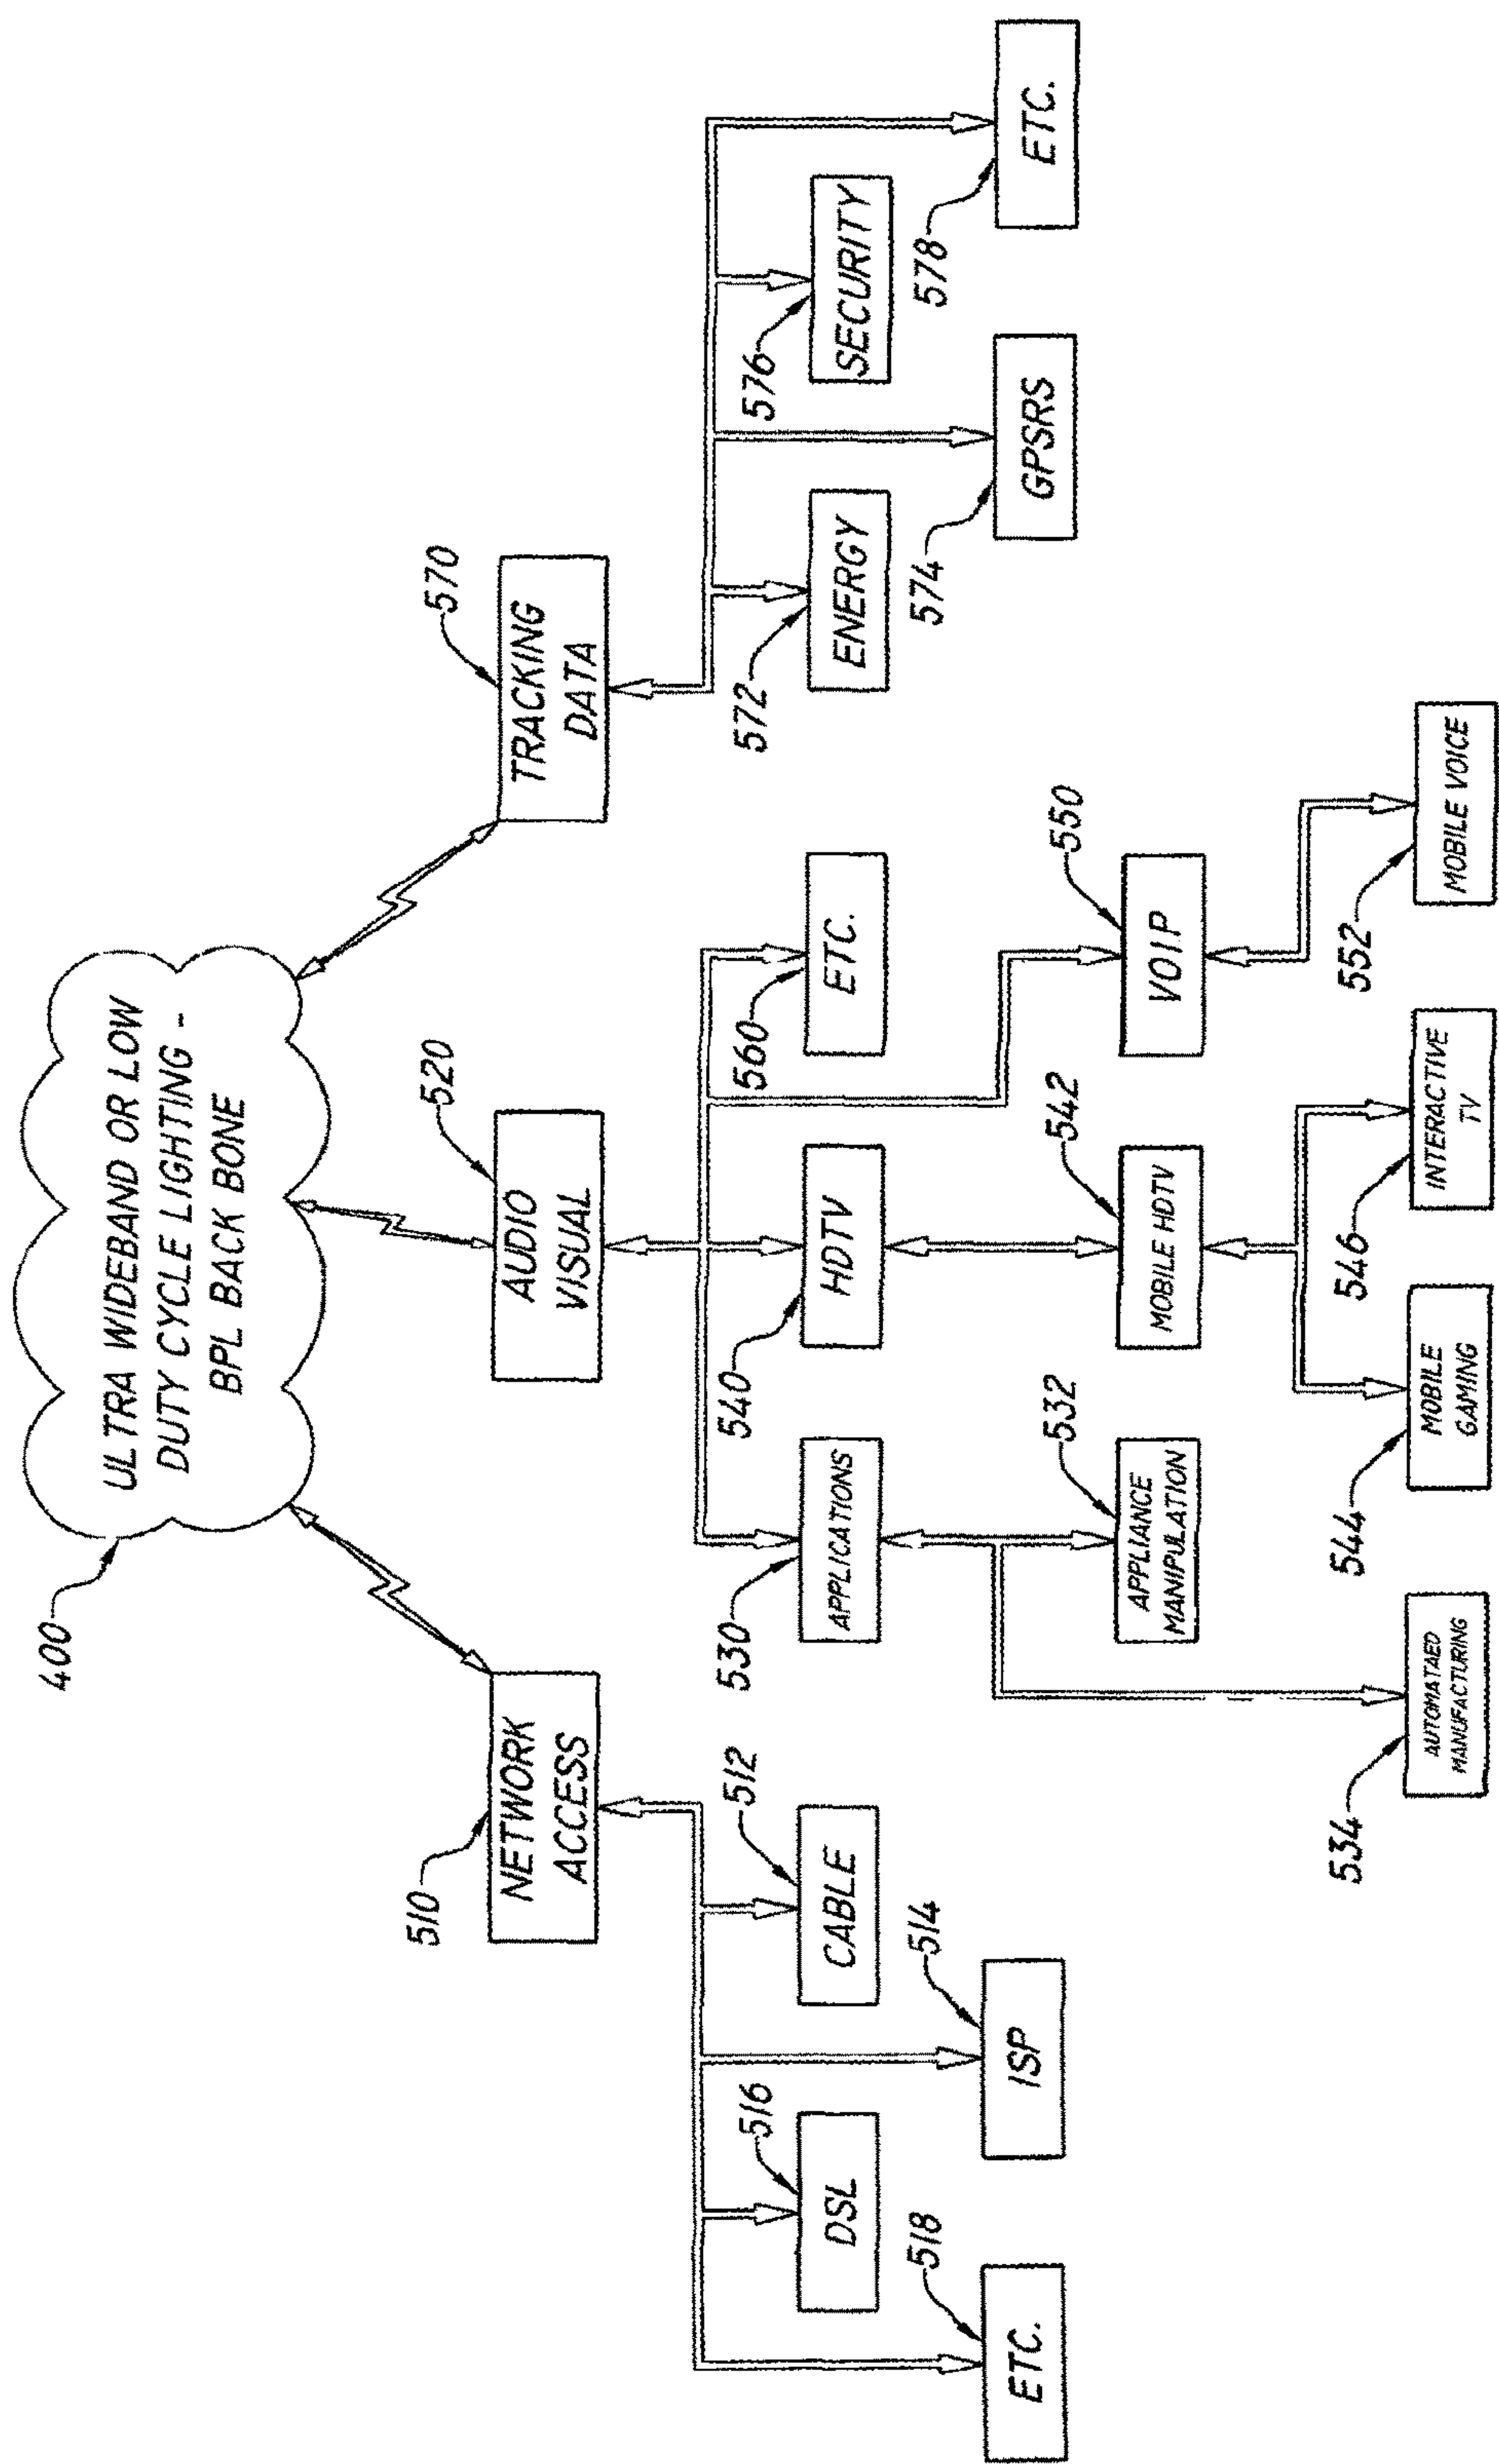 400
ULTRA WIDEBAND OR LOW
DUTY CYCLE LIGHTING -
BPL BACK BONE
510
NETWORK
ACCESS
520
AUDIO
VISUAL
570
TRACKING
DATA
516
DSL
512
CABLE
530
APPLICATIONS
540
HDTV
560
ETC.
572
ENERGY
576
SECURITY
518
ETC.
514
ISP
574
GPSRS
578
ETC.
532
APPLIANCE
MANIPULATION
542
MOBILE HDTV
550
VOIP
534
AUTOMATAED
MANUFACTURING
544
MOBILE
GAMING
546
INTERACTIVE
TV
552
MOBILE VOICE